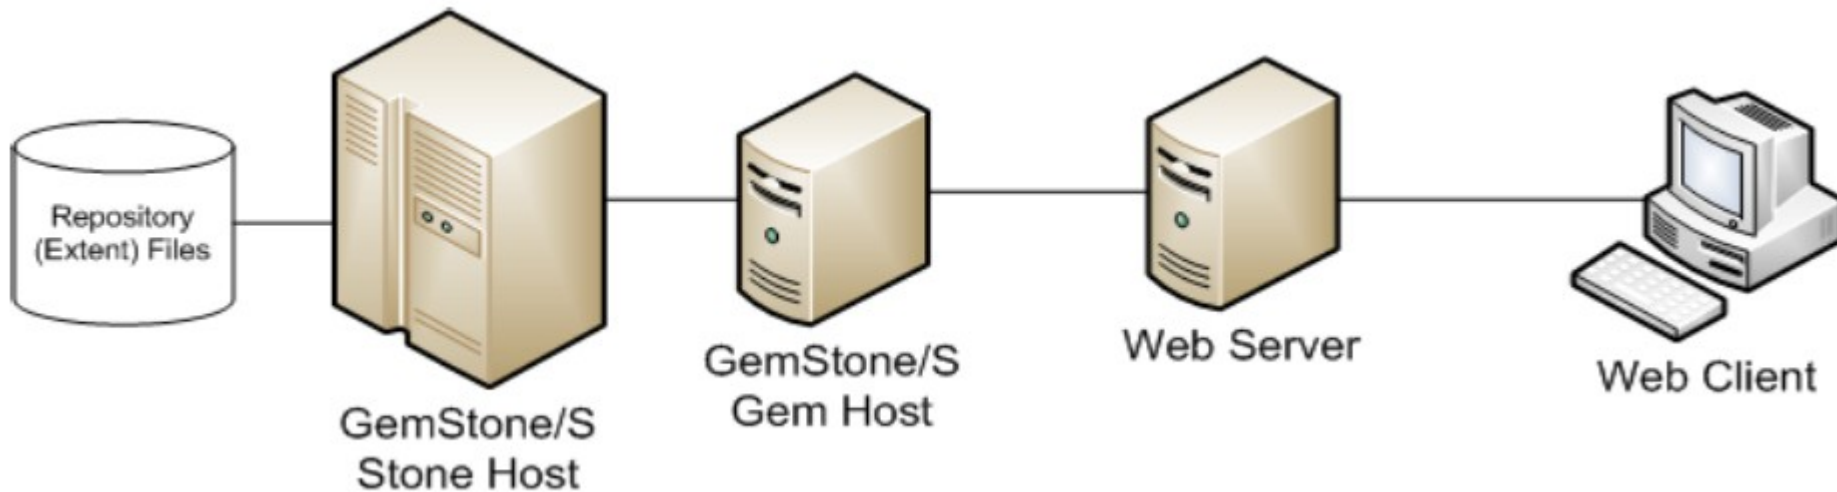 Repository
(Extent) Files
GemStone/S
Stone Host
GemStone/S
Gem Host
Web Server
Web Client